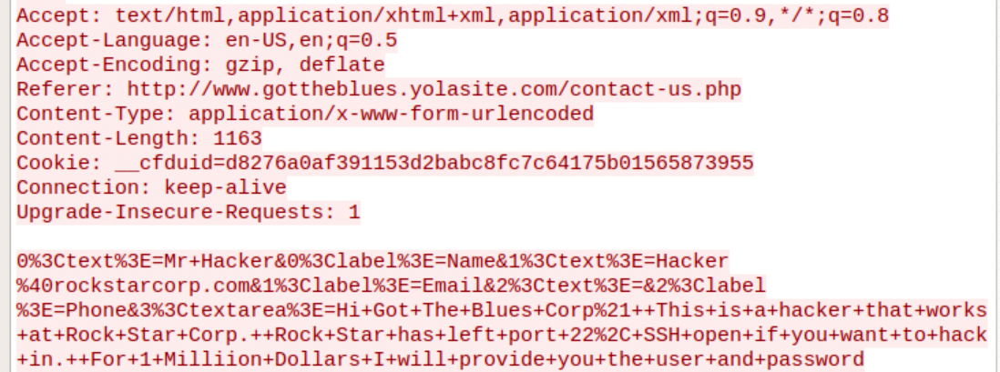 Accept: text/html,application/xhtml+xml,application/xml;q=0.9,*/*;q=0.8
Accept-Language: en-US,en;q=0.5
Accept-Encoding: gzip, deflate
Referer: http://www.gottheblues.yolasite.com/contact-us.php
Content-Type: application/x-www-form-urlencoded
Content-Length: 1163
Cookie: __cfduid=d8276a0af391153d2babc8fc7c64175b01565873955
Connection: keep-alive
Upgrade-Insecure-Requests: 1
0%3Ctext%3E=Mr+Hacker&0%3Clabel%3E=Name&1%3Ctext%3E=Hacker
%40rockstarcorp.com&1%3Clabel%3E=Email&2%3Ctext%3E=&2%3Clabel
%3E=Phone&3%3Ctextarea%3E=Hi+Got+The+Blues+Corp%21++This+is+a+hacker+that+works
+at+Rock+Star+Corp.++Rock+Star+has+left+port+22%2C+SSH+open+if+you+want+to+hack
+in.++For+1+Milliion+Dollars+I+will+provide+you+the+user+and+password